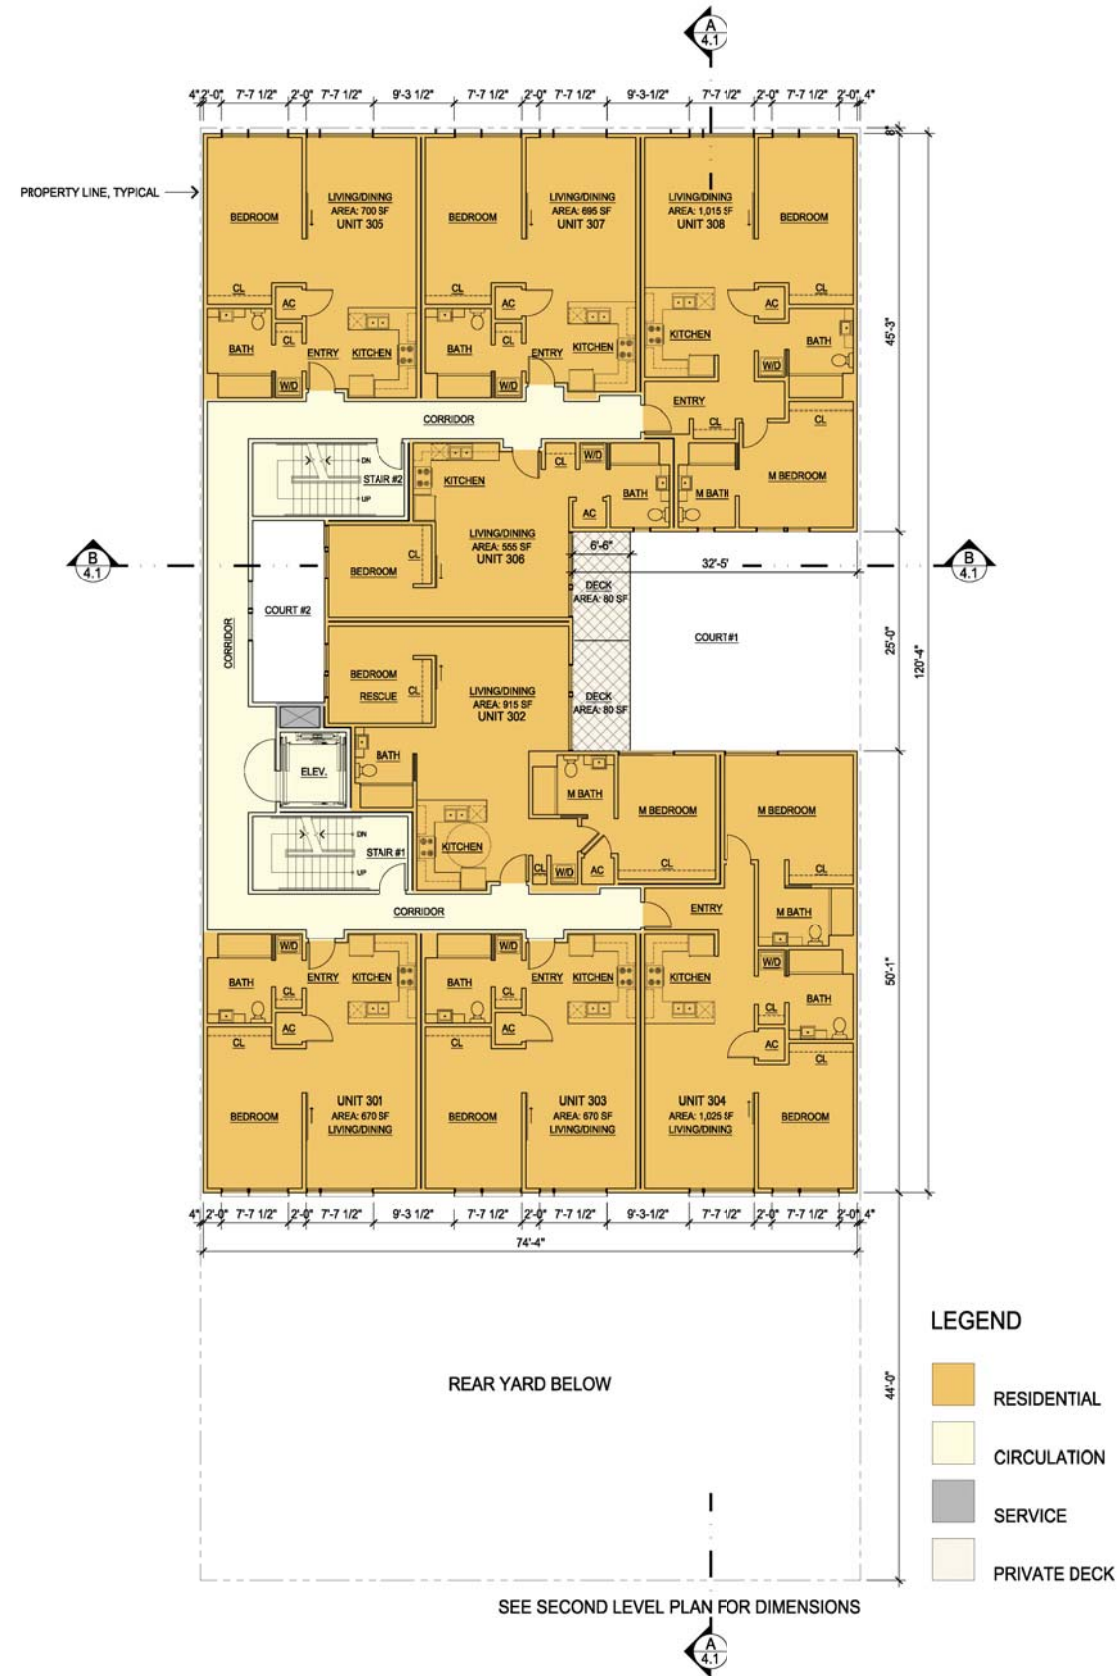 A
4.1
4" 2'-0" 7'-7 1/2" 2'-0" 7'-7 1/2" 9'-3 1/2" 7'-7 1/2" 2'-0" 7'-7 1/2" 9'-3-1/2" 7'-7 1/2" 2'-0" 7'-7 1/2" 2'-0" 4"
8"
PROPERTY LINE, TYPICAL
BEDROOM
LIVING/DINING
AREA: 700 SF
UNIT 305
BEDROOM
LIVING/DINING
AREA: 695 SF
UNIT 307
LIVING/DINING
AREA: 1,015 SF
UNIT 308
BEDROOM
CL
AC
CL
AC
AC
CL
BATH
CL
ENTRY
KITCHEN
BATH
CL
ENTRY
KITCHEN
KITCHEN
BATH
45'-3"
W/D
W/D
W/D
CORRIDOR
ENTRY
CL
CL
DN
STAIR #2
UP
KITCHEN
CL
W/D
BATH
M BATH
M BEDROOM
AC
LIVING/DINING
AREA: 555 SF
UNIT 306
6'-6"
32'-5'
B
4.1
BEDROOM
CL
B
4.1
DECK
AREA: 80 SF
COURT #2
COURT#1
CORRIDOR
25'-0"
120'-4"
BEDROOM
RESCUE
CL
LIVING/DINING
AREA: 915 SF
UNIT 302
DECK
AREA: 80 SF
ELEV.
BATH
M BATH
M BEDROOM
M BEDROOM
DN
STAIR #1
UP
KITCHEN
CL
W/D
AC
CL
CL
CORRIDOR
ENTRY
M BATH
W/D
W/D
W/D
BATH
ENTRY
KITCHEN
BATH
ENTRY
KITCHEN
KITCHEN
50'-1"
CL
CL
CL
BATH
AC
AC
AC
CL
CL
CL
UNIT 301
AREA: 670 SF
LIVING/DINING
BEDROOM
UNIT 303
AREA: 670 SF
LIVING/DINING
BEDROOM
UNIT 304
AREA: 1,025 SF
LIVING/DINING
BEDROOM
4" 2'-0" 7'-7 1/2" 2'-0" 7'-7 1/2" 9'-3 1/2" 7'-7 1/2" 2'-0" 7'-7 1/2" 9'-3-1/2" 7'-7 1/2" 2'-0" 7'-7 1/2" 2'-0" 4"
74'-4"
44'-0"
REAR YARD BELOW
LEGEND
RESIDENTIAL
CIRCULATION
SERVICE
PRIVATE DECK
SEE SECOND LEVEL PLAN FOR DIMENSIONS
A
4.1